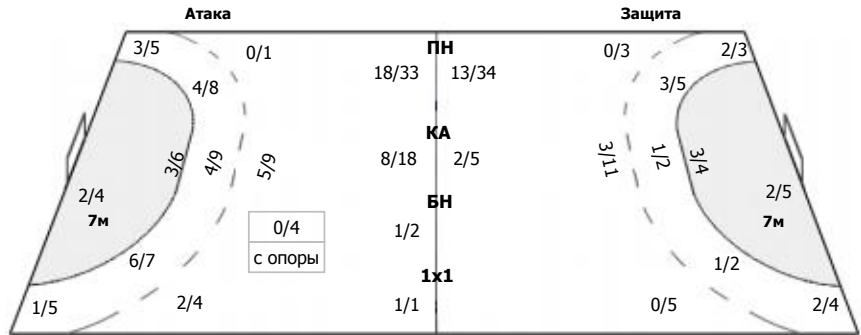 Атака Защита
3/5 0/1 ПН 0/3 2/3
18/33 13/34
4/8 3/5
КА
3/6 4/9 5/9 8/18 2/5 3/11 1/2 3/4
2/4 2/5
7м БН 7м
0/4 1/2
с опоры
6/7 1/2
1х1
1/5 2/4 1/1 0/5 2/4